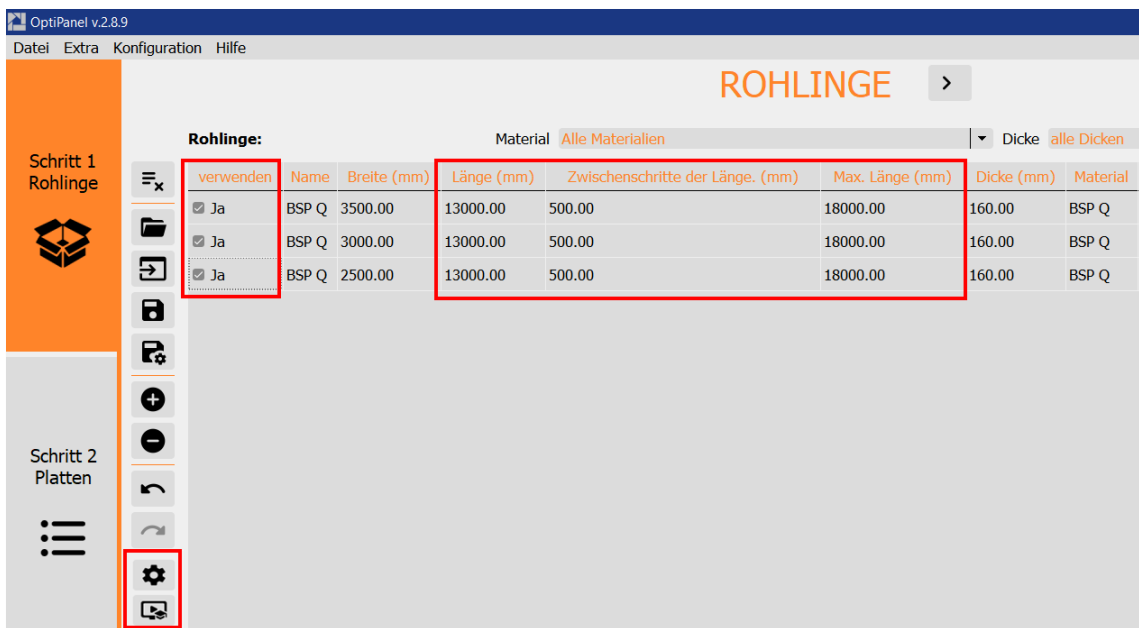 OptiPanel v.2.8.9
Datei Extra Konfiguration Hilfe
ROHLINGE
Rohlinge: Material Alle Materialien Dicke alle Dicken
Schritt 1
Rohlinge
verwenden Name Breite (mm) Länge (mm) Zwischenschritte der Länge. (mm) Max. Länge (mm) Dicke (mm) Material
Ja BSP Q 3500.00 13000.00 500.00 18000.00 160.00 BSP Q
Ja BSP Q 3000.00 13000.00 500.00 18000.00 160.00 BSP Q
Ja BSP Q 2500.00 13000.00 500.00 18000.00 160.00 BSP Q
Schritt 2
Platten